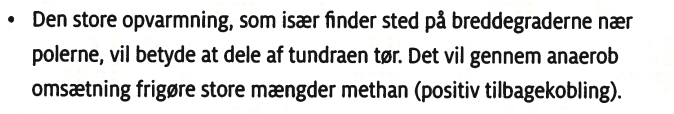 • Den store opvarmning, som især finder sted på breddegraderne nær
polerne, vil betyde at dele af tundraen tør. Det vil gennem anaerob
omsætning frigøre store mængder methan (positiv tilbagekobling).